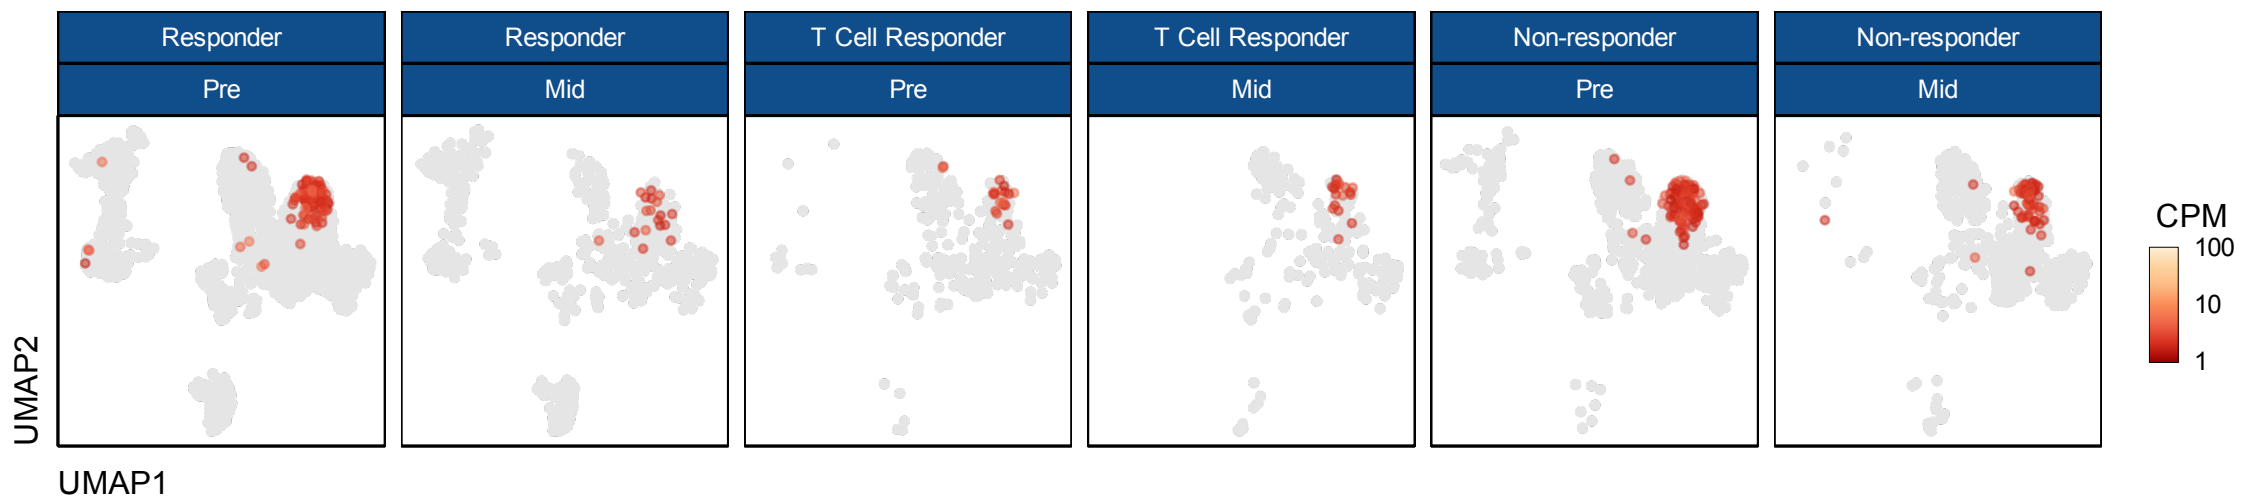 Responder Responder T Cell Responder T Cell Responder Non-responder Non-responder
Pre Mid Pre Mid Pre Mid
CPM
100
10
1
UMAP2
UMAP1